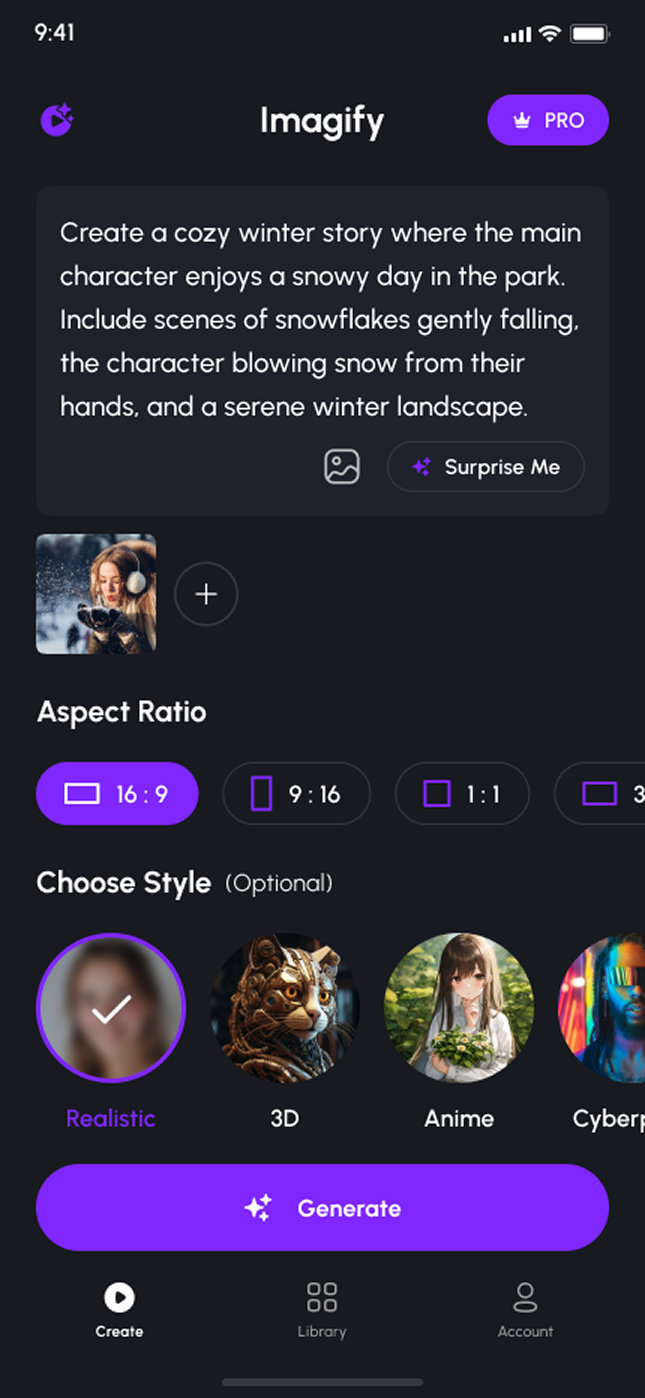 9:41
Imagify
PRO
Create a cozy winter story where the main
character enjoys a snowy day in the park.
Include scenes of snowflakes gently falling,
the character blowing snow from their
hands, and a serene winter landscape.
Surprise Me
Aspect Ratio
16 : 9
9 : 16
1 : 1
3
Choose Style (Optional)
Realistic
3D
Anime
Cyberp
Generate
Create
Library
Account